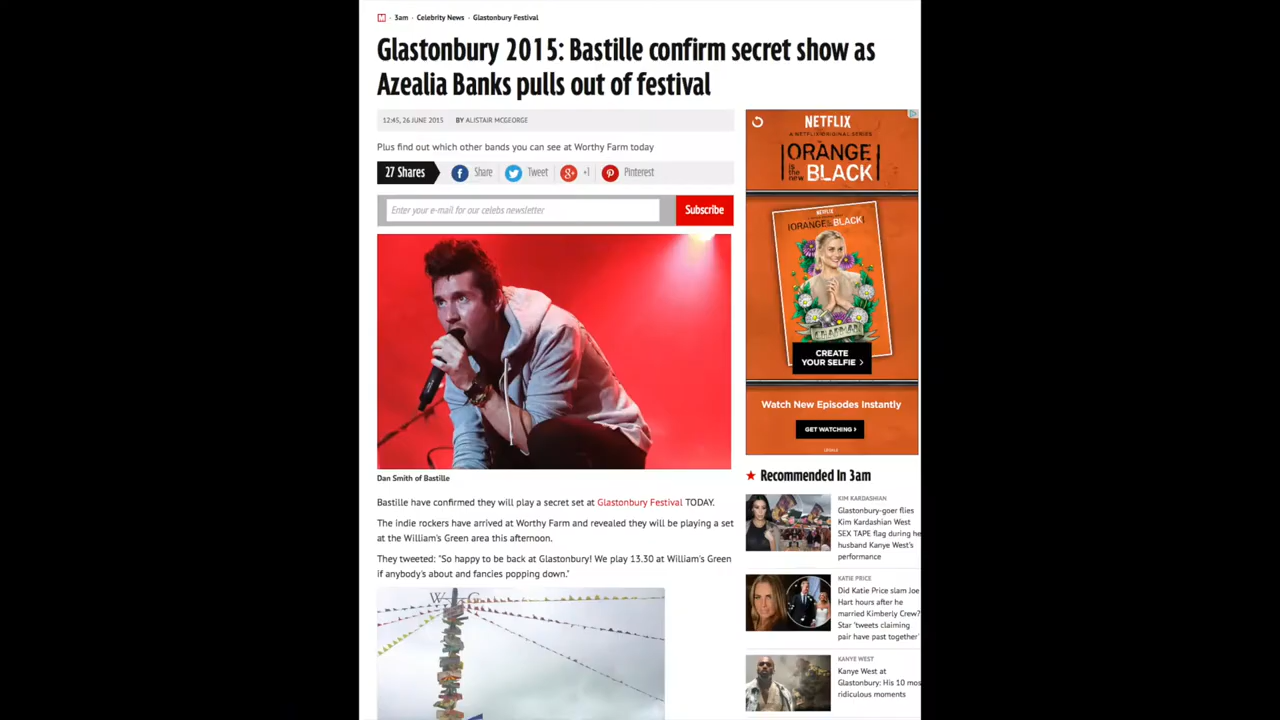 M · 3am · Celebrity News · Glastonbury Festival
Glastonbury 2015: Bastille confirm secret show as
Azealia Banks pulls out of festival
12:45, 26 JUNE 2015 BY ALISTAIR MCGEORGE
Plus find out which other bands you can see at Worthy Farm today
27 Shares Share Tweet +1 Pinterest
Enter your e-mail for our celebs newsletter Subscribe
Dan Smith of Bastille
Bastille have confirmed they will play a secret set at Glastonbury Festival TODAY.
The indie rockers have arrived at Worthy Farm and revealed they will be playing a set
at the William's Green area this afternoon.
They tweeted: "So happy to be back at Glastonbury! We play 13.30 at William's Green
if anybody's about and fancies popping down."
W G
NETFLIX
A NETFLIX ORIGINAL SERIES
ORANGE
is the new BLACK
NETFLIX
ORANGE is the new BLACK
CREATE
YOUR SELFIE >
Watch New Episodes Instantly
GET WATCHING >
Recommended In 3am
KIM KARDASHIAN
Glastonbury-goer flies
Kim Kardashian West
SEX TAPE flag during he
husband Kanye West's
performance
KATIE PRICE
Did Katie Price slam Joe
Hart hours after he
married Kimberly Crew?
Star 'tweets claiming
pair have past together'
KANYE WEST
Kanye West at
Glastonbury: His 10 mos
ridiculous moments